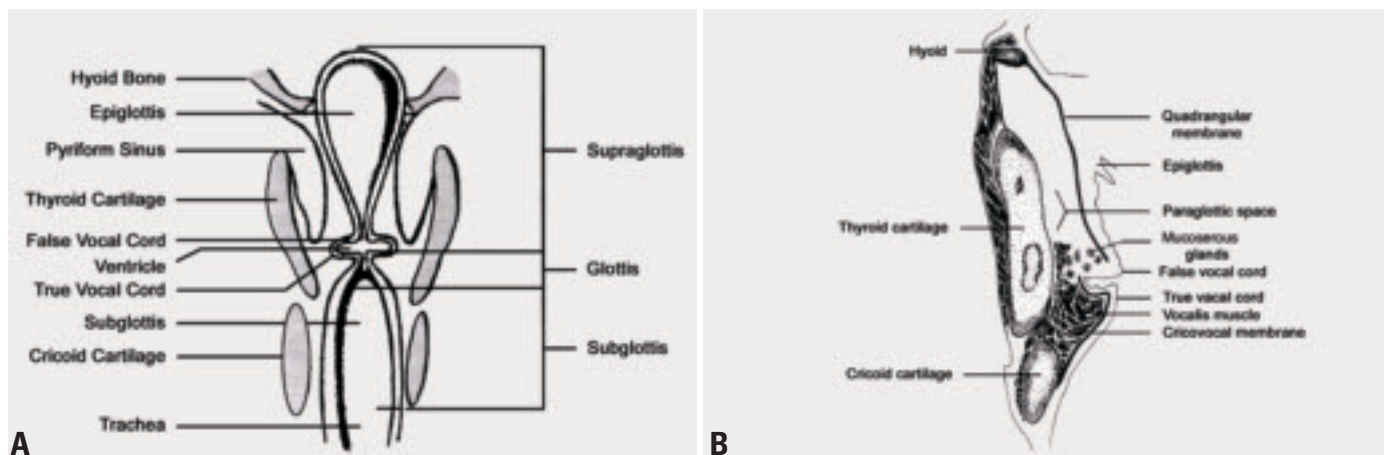 Hyoid Bone
Epiglottis
Pyriform Sinus
Thyroid Cartilage
False Vocal Cord
Ventricle
True Vocal Cord
Subglottis
Cricoid Cartilage
Trachea
Supraglottis
Glottis
Subglottis
A
Hyoid
Thyroid cartilage
Cricoid cartilage
Quadrangular
membrane
Epiglottis
Paraglottic space
Mucoserous
glands
False vocal cord
True vacal cord
Vocalis muscle
Cricovocal membrane
B